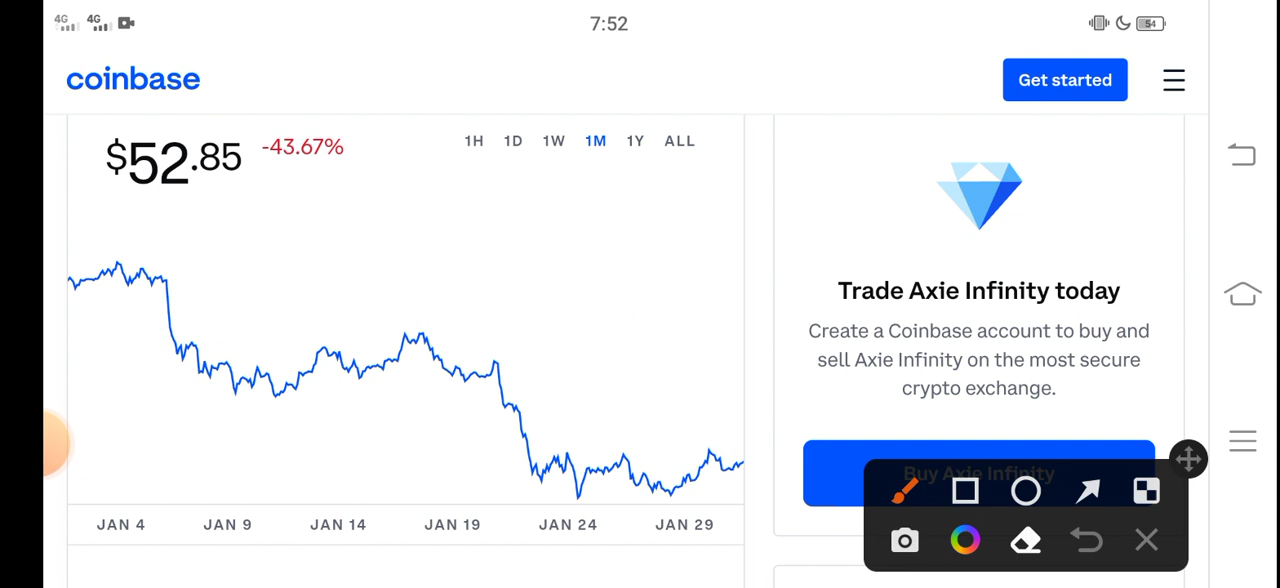 4G 4G 7:52 54
coinbase
Get started
$52.85 -43.67% 1H 1D 1W 1M 1Y ALL
Trade Axie Infinity today
Create a Coinbase account to buy and
sell Axie Infinity on the most secure
crypto exchange.
Buy Axie Infinity
JAN 4 JAN 9 JAN 14 JAN 19 JAN 24 JAN 29